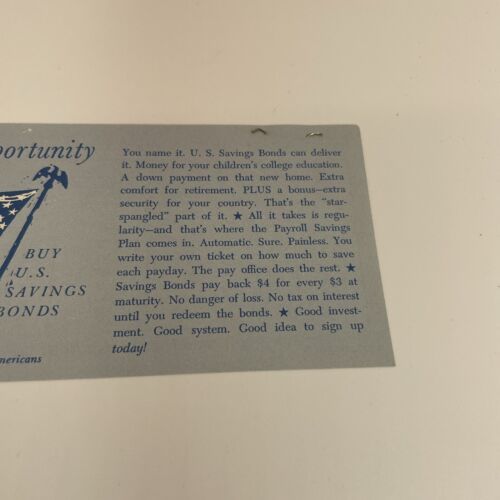 portunity
BUY
U.S.
SAVINGS
BONDS
mericans
You name it. U. S. Savings Bonds can deliver
it. Money for your children's college education.
A down payment on that new home. Extra
comfort for retirement. PLUS a bonus—extra
security for your country. That's the "star-
spangled" part of it. ★ All it takes is regu-
larity—and that's where the Payroll Savings
Plan comes in. Automatic. Sure. Painless. You
write your own ticket on how much to save
each payday. The pay office does the rest. ★
Savings Bonds pay back $4 for every $3 at
maturity. No danger of loss. No tax on interest
until you redeem the bonds. ★ Good invest-
ment. Good system. Good idea to sign up
today!